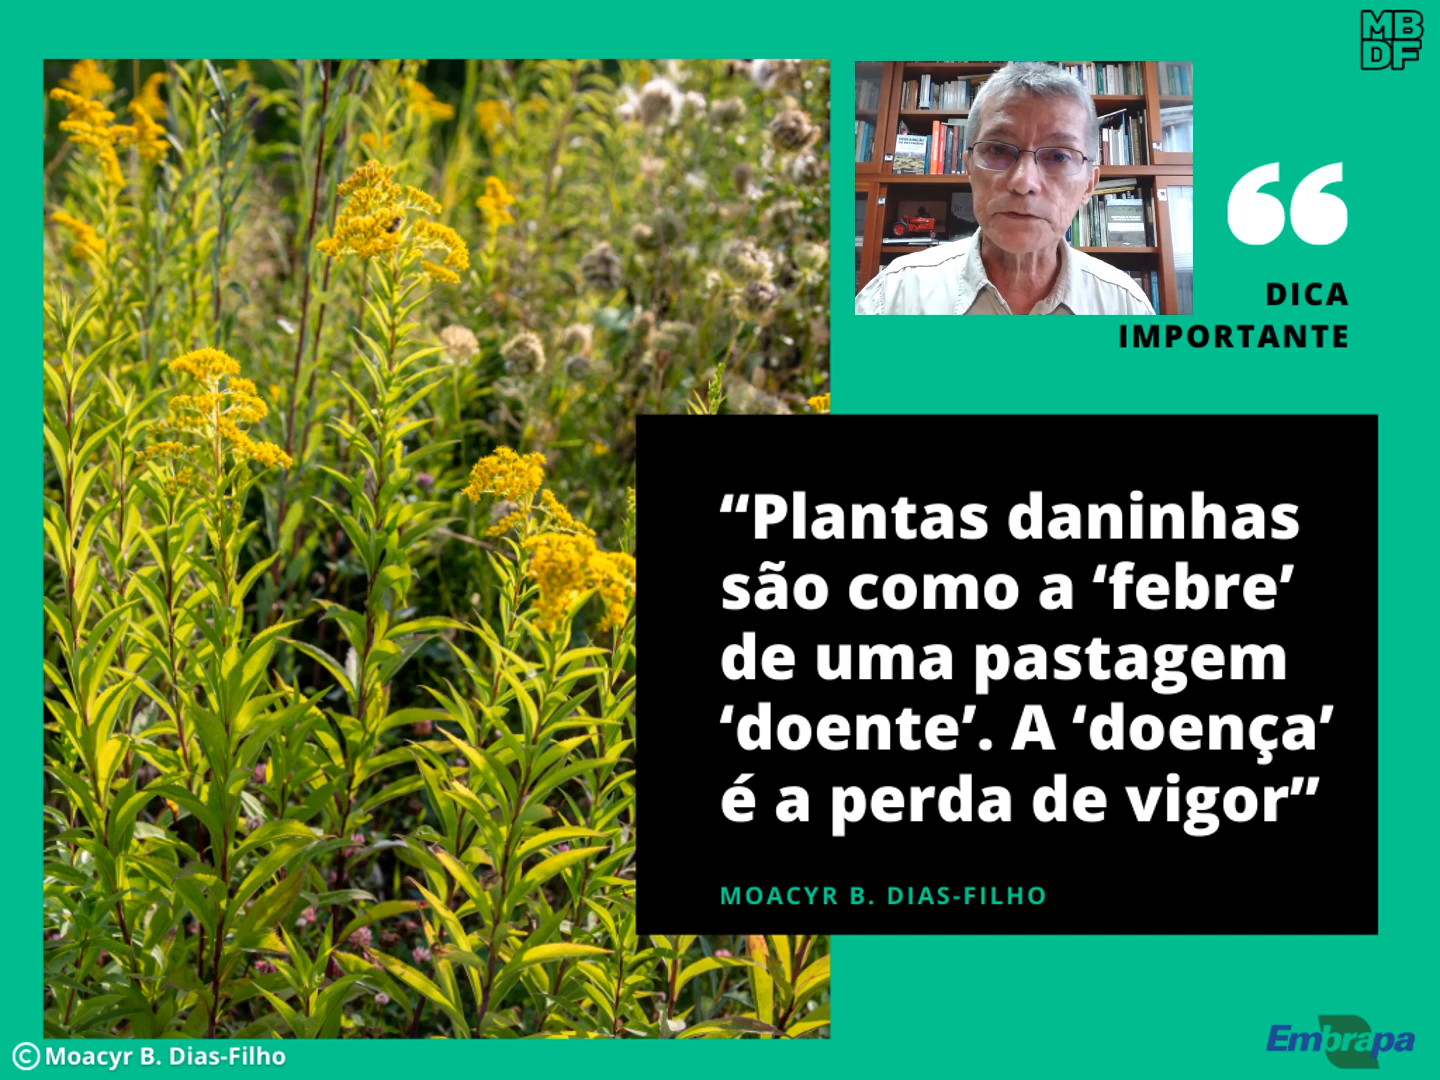 MB
DF
DICA
IMPORTANTE
“Plantas daninhas
são como a ‘febre’
de uma pastagem
‘doente’. A ‘doença’
é a perda de vigor”
MOACYR B. DIAS-FILHO
© Moacyr B. Dias-Filho
Embrapa